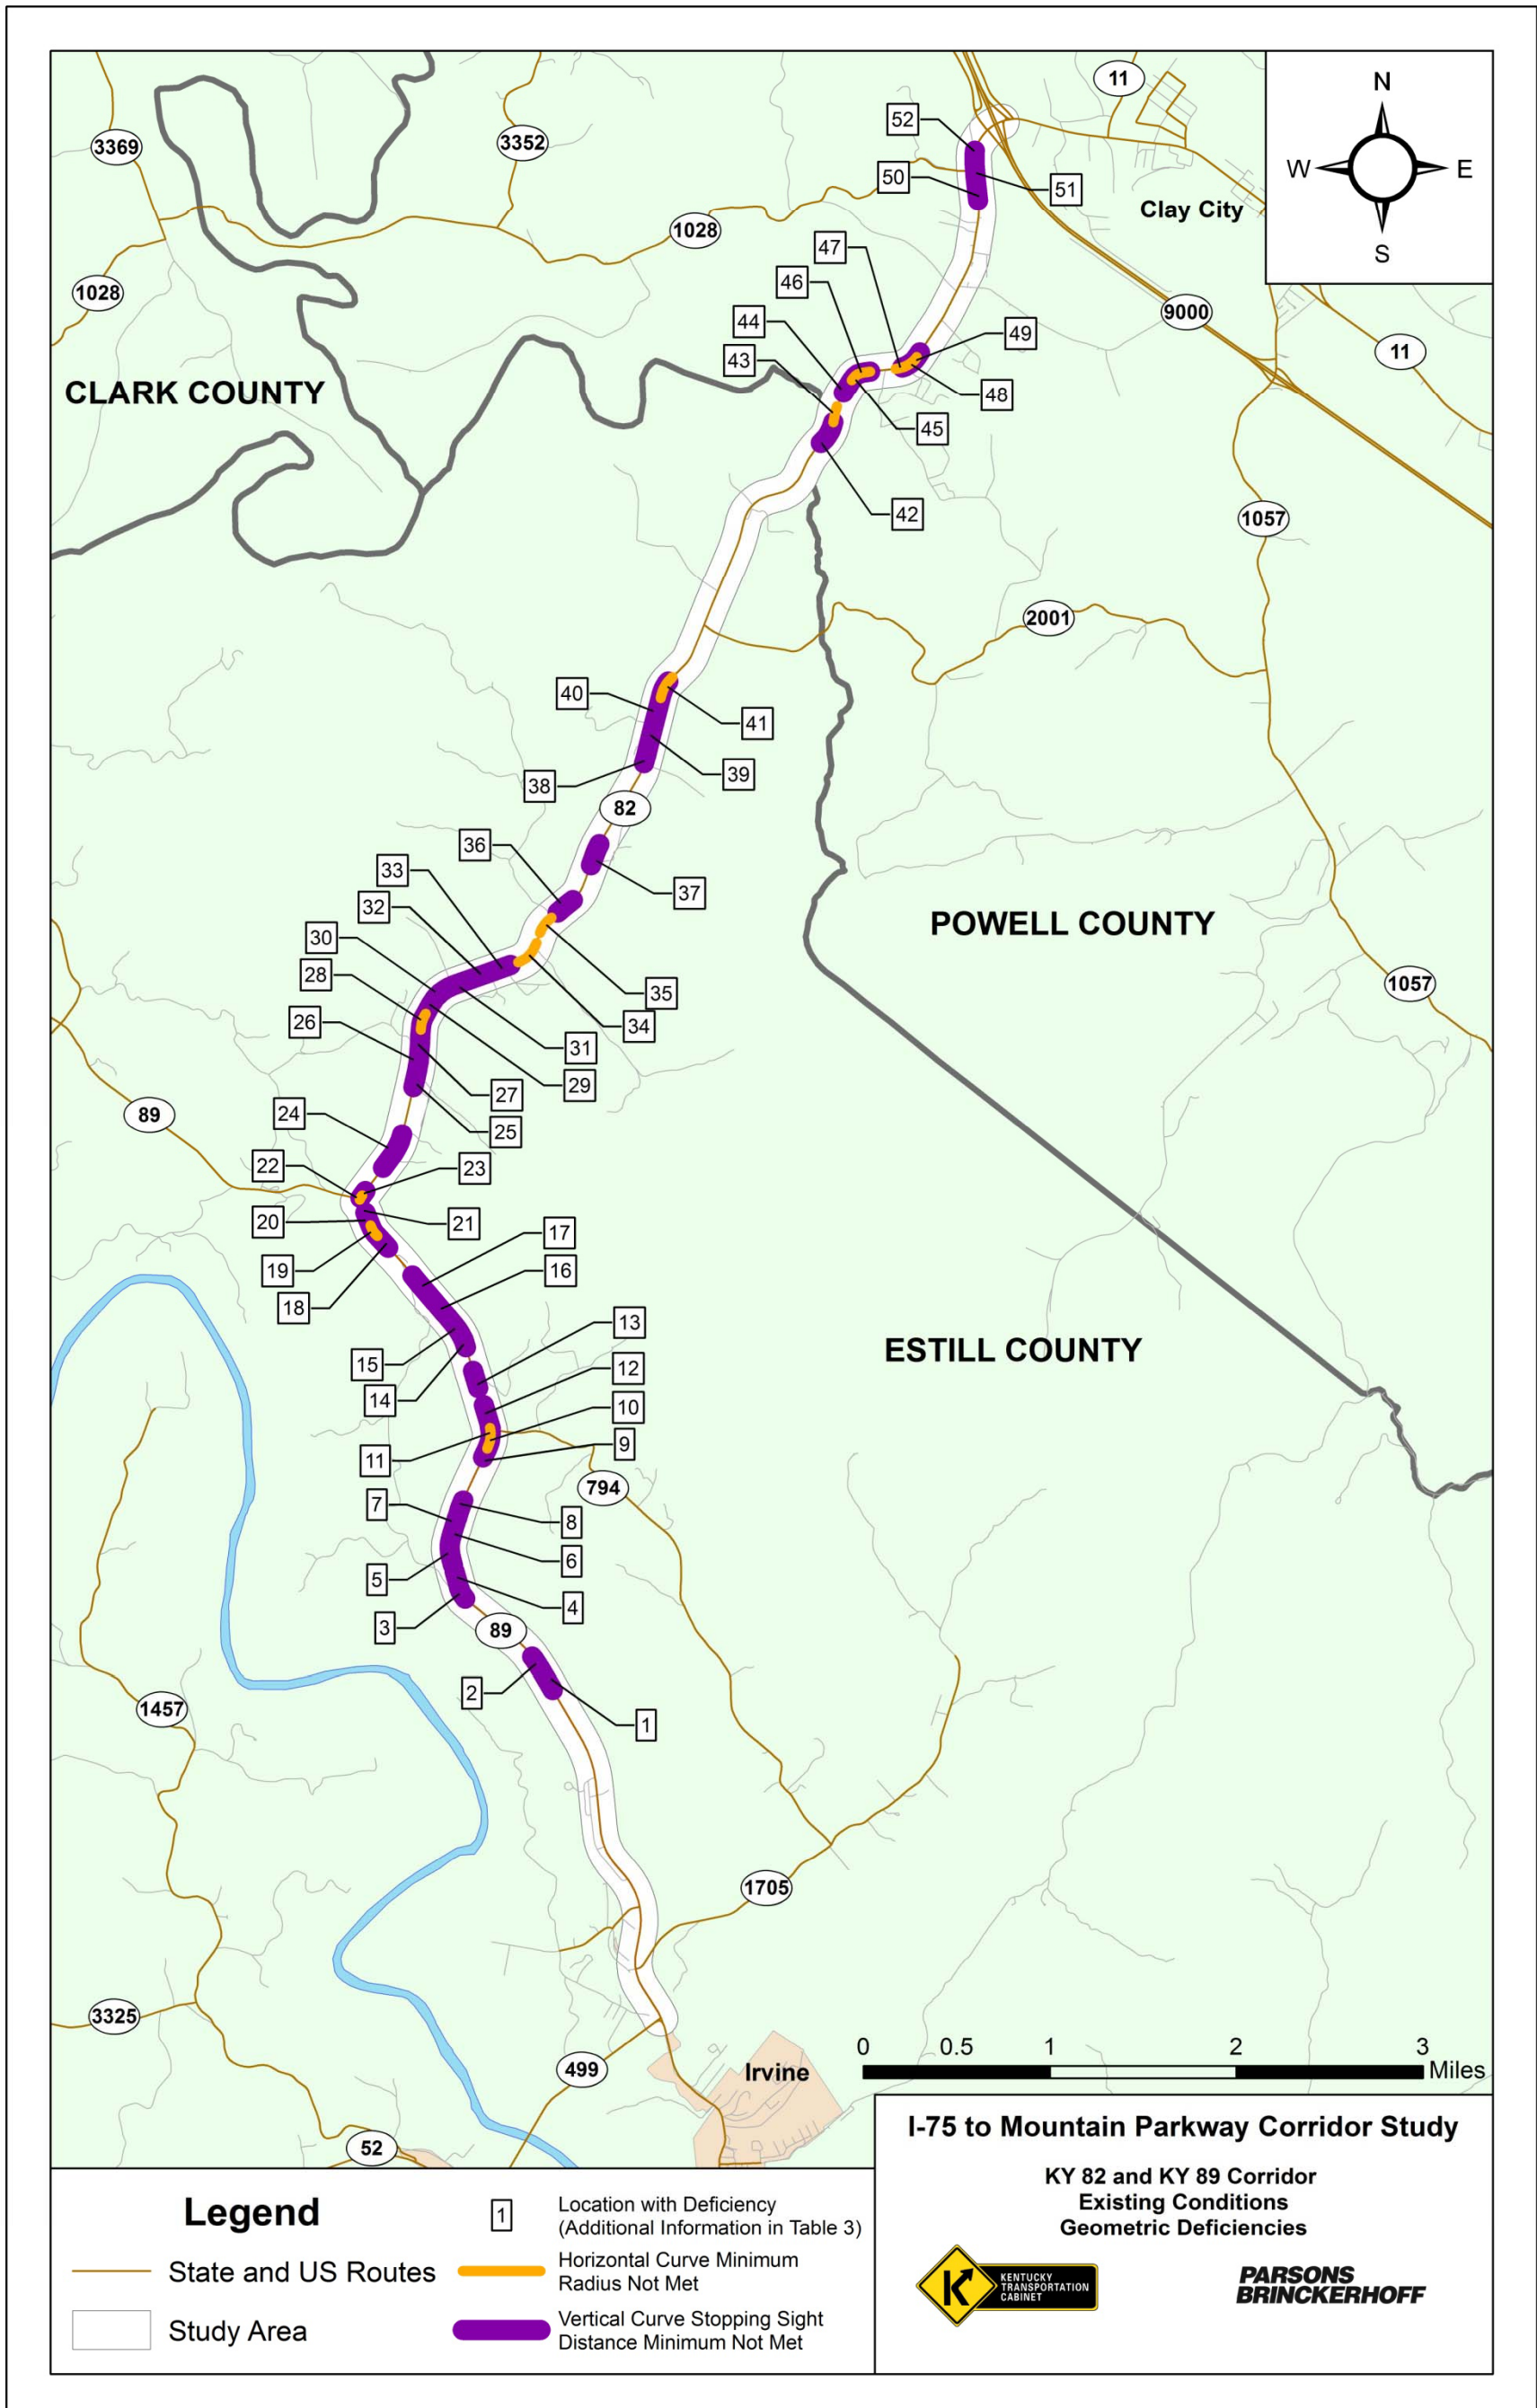 N
W
E
S
11
52
3369
3352
50
51
Clay City
1028
47
1028
46
9000
44
49
11
43
CLARK COUNTY
48
45
42
1057
2001
40
41
39
38
82
36
33
37
32
POWELL COUNTY
30
28
1057
35
26
34
31
29
27
89
24
25
22
23
20
21
17
19
16
18
13
ESTILL COUNTY
15
12
14
10
9
11
794
7
8
6
5
4
3
89
2
1457
1
1705
3325
0 0.5 1 2 3
Miles
499
Irvine
52
I-75 to Mountain Parkway Corridor Study
KY 82 and KY 89 Corridor
Existing Conditions
Geometric Deficiencies
KENTUCKY
TRANSPORTATION
CABINET
PARSONS
BRINCKERHOFF
Legend
1
Location with Deficiency
(Additional Information in Table 3)
State and US Routes
Horizontal Curve Minimum
Radius Not Met
Study Area
Vertical Curve Stopping Sight
Distance Minimum Not Met